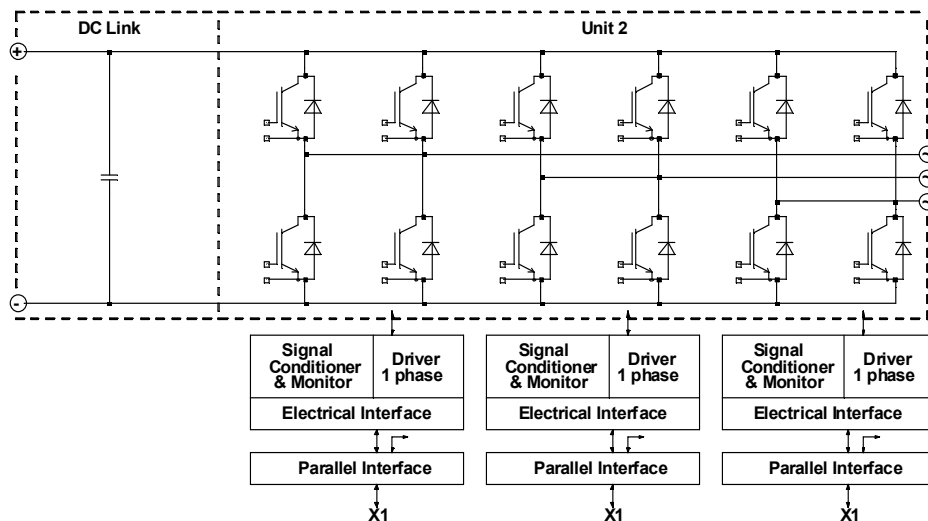 DC Link
Unit 2
+
~
~
~
-
Signal
Conditioner
& Monitor
Driver
1 phase
Electrical Interface
Parallel Interface
X1
Signal
Conditioner
& Monitor
Driver
1 phase
Electrical Interface
Parallel Interface
X1
Signal
Conditioner
& Monitor
Driver
1 phase
Electrical Interface
Parallel Interface
X1